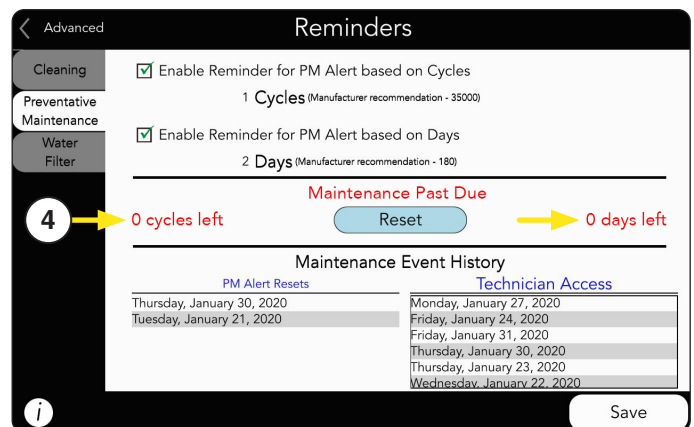 Advanced
Reminders
Cleaning
Preventative
Maintenance
Water
Filter
Enable Reminder for PM Alert based on Cycles
1 Cycles (Manufacturer recommendation - 35000)
Enable Reminder for PM Alert based on Days
2 Days (Manufacturer recommendation - 180)
Maintenance Past Due
4
0 cycles left
Reset
0 days left
Maintenance Event History
PM Alert Resets
Thursday, January 30, 2020
Tuesday, January 21, 2020
Technician Access
Monday, January 27, 2020
Friday, January 24, 2020
Friday, January 31, 2020
Thursday, January 30, 2020
Thursday, January 23, 2020
Wednesday, January 22, 2020
i
Save